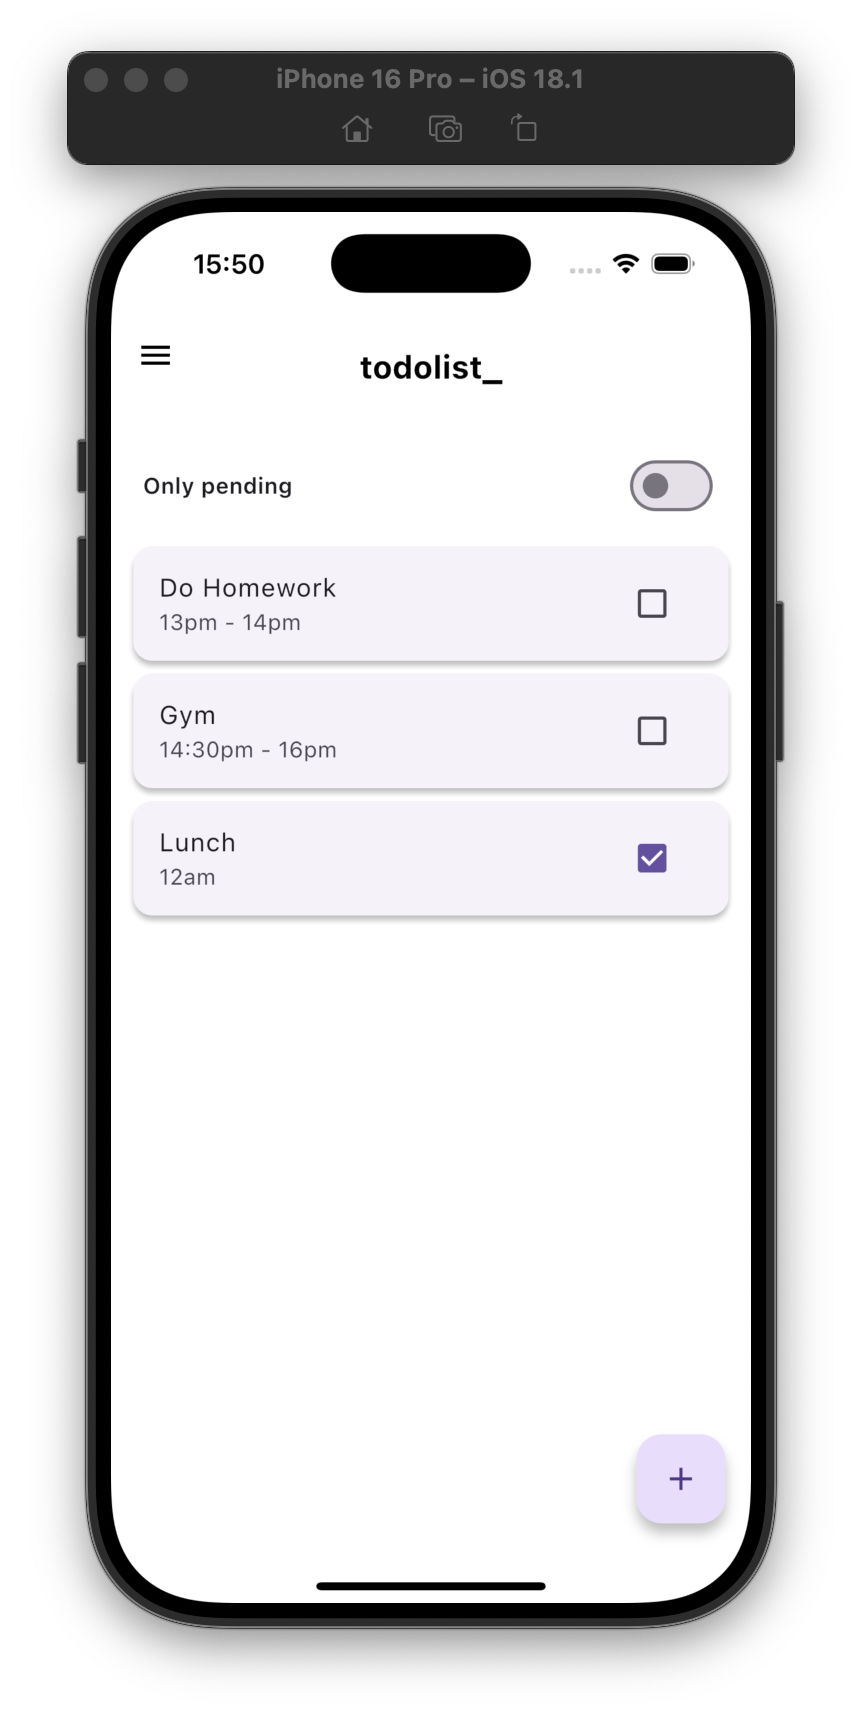 iPhone 16 Pro – iOS 18.1
15:50
todolist_
Only pending
Do Homework
13pm - 14pm
Gym
14:30pm - 16pm
Lunch
12am